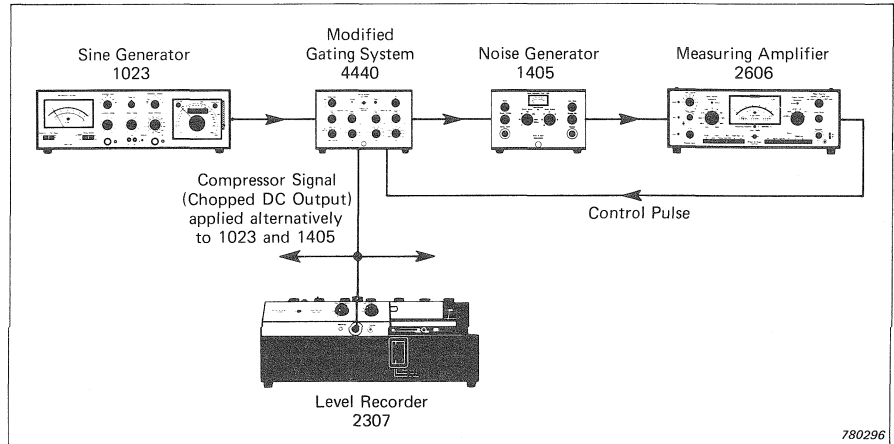 Sine Generator
1023
Modified
Gating System
4440
Noise Generator
1405
Measuring Amplifier
2606
Compressor Signal
(Chopped DC Output)
applied alternatively
to 1023 and 1405
Control Pulse
Level Recorder
2307
780296